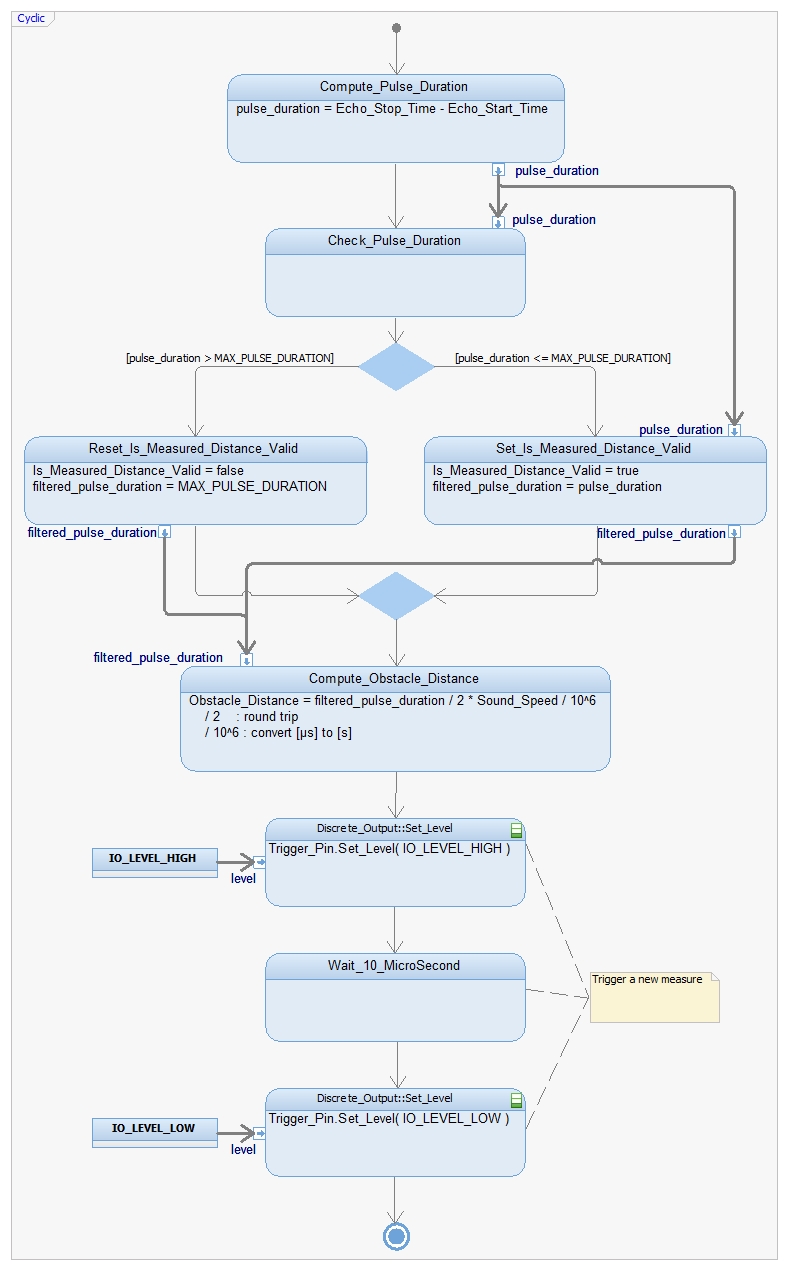 Cyclic
Compute_Pulse_Duration
pulse_duration = Echo_Stop_Time - Echo_Start_Time
pulse_duration
pulse_duration
Check_Pulse_Duration
[pulse_duration > MAX_PULSE_DURATION]
[pulse_duration <= MAX_PULSE_DURATION]
pulse_duration
Reset_Is_Measured_Distance_Valid
Is_Measured_Distance_Valid = false
filtered_pulse_duration = MAX_PULSE_DURATION
Set_Is_Measured_Distance_Valid
Is_Measured_Distance_Valid = true
filtered_pulse_duration = pulse_duration
filtered_pulse_duration
filtered_pulse_duration
filtered_pulse_duration
Compute_Obstacle_Distance
Obstacle_Distance = filtered_pulse_duration / 2 * Sound_Speed / 10^6
/ 2 : round trip
/ 10^6 : convert [µs] to [s]
Discrete_Output::Set_Level
Trigger_Pin.Set_Level( IO_LEVEL_HIGH )
IO_LEVEL_HIGH
level
Wait_10_MicroSecond
Trigger a new measure
Discrete_Output::Set_Level
Trigger_Pin.Set_Level( IO_LEVEL_LOW )
IO_LEVEL_LOW
level